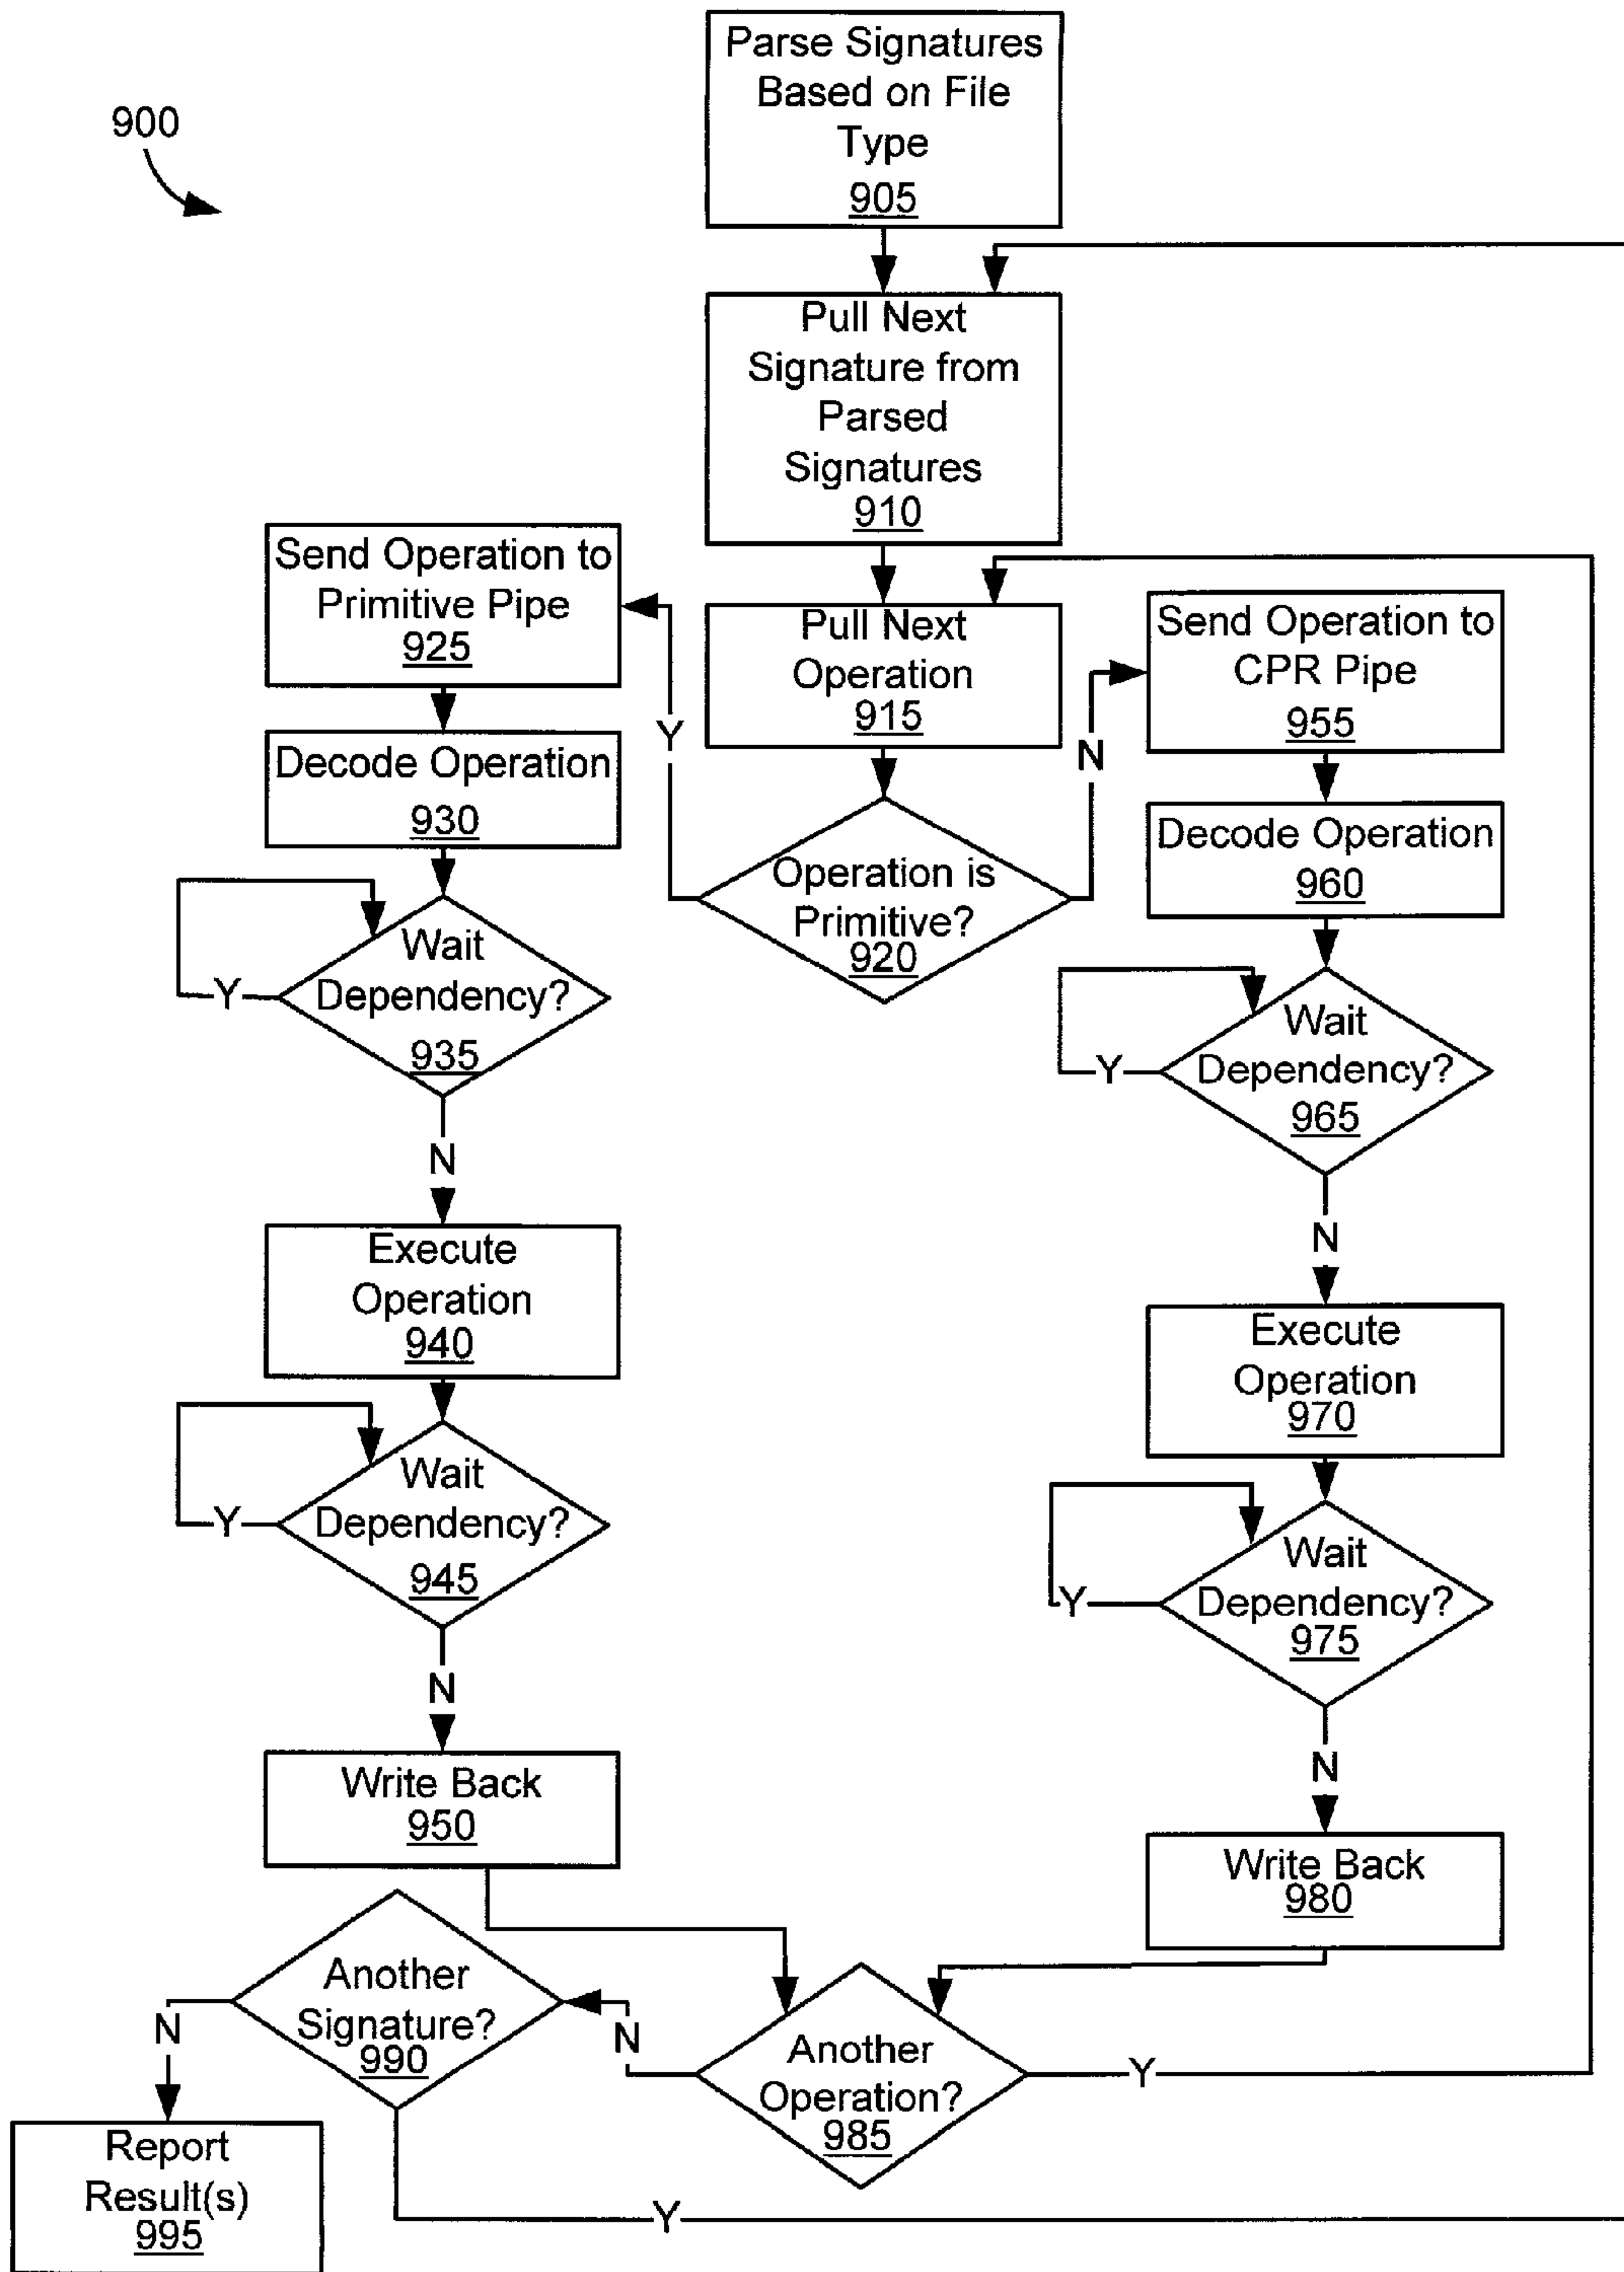 900
Parse Signatures
Based on File
Type
905
Pull Next
Signature from
Parsed
Signatures
910
Send Operation to
Primitive Pipe
925
Pull Next
Operation
915
Send Operation to
CPR Pipe
955
Y
N
Decode Operation
930
Operation is
Primitive?
920
Decode Operation
960
Wait
Dependency?
935
Y
N
Wait
Dependency?
965
Y
N
Execute
Operation
940
Execute
Operation
970
Wait
Dependency?
945
Y
N
Wait
Dependency?
975
Y
N
Write Back
950
Write Back
980
Another
Signature?
990
N
N
Another
Operation?
985
Y
Report
Result(s)
995
Y